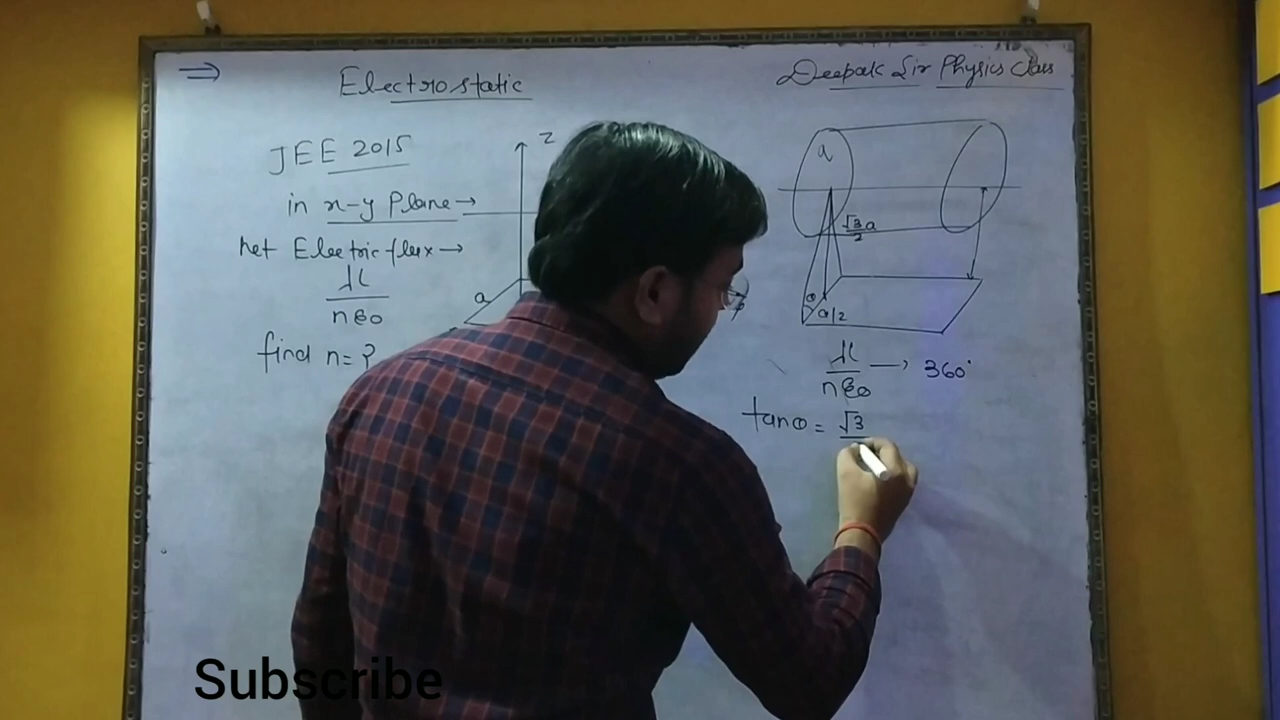 ⇒ Electrostatic
Deepak Sir Physics Class
JEE 2015
in x-y Plane →
net Electric flux →
λl
nε0
find n = ?
z
a
a
√3a
2
θ
a/2
λl
nε0
→ 360°
tanθ = √3
Subscribe